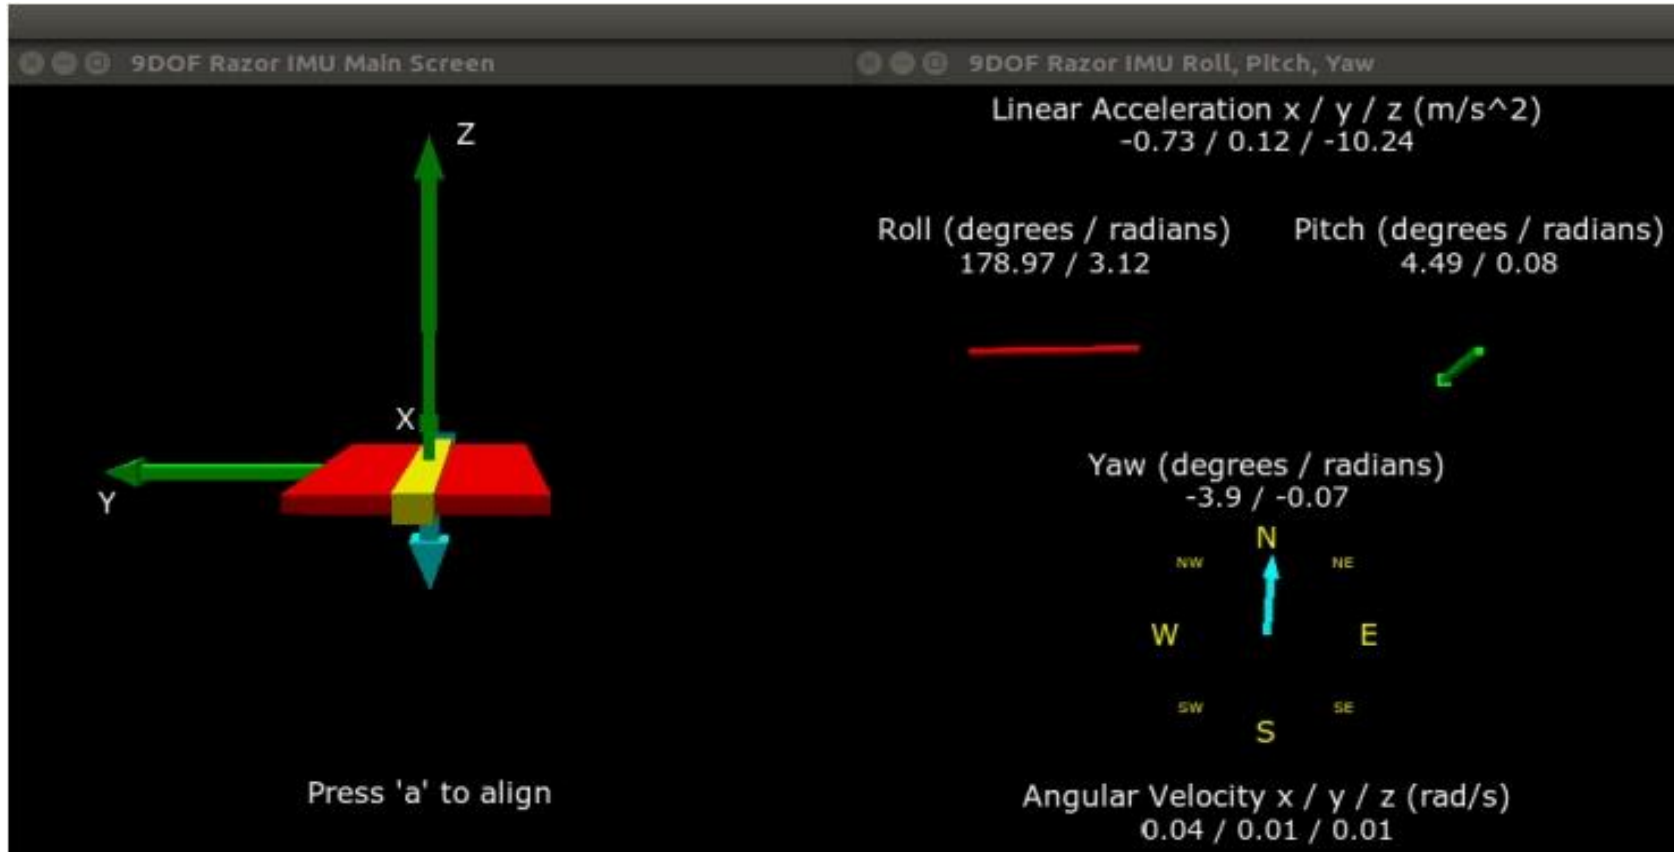 9DOF Razor IMU Main Screen
Z
X
Y
Press 'a' to align
9DOF Razor IMU Roll, Pitch, Yaw
Linear Acceleration x / y / z (m/s^2)
-0.73 / 0.12 / -10.24
Roll (degrees / radians)
178.97 / 3.12
Pitch (degrees / radians)
4.49 / 0.08
Yaw (degrees / radians)
-3.9 / -0.07
N
NW NE
W E
SW SE
S
Angular Velocity x / y / z (rad/s)
0.04 / 0.01 / 0.01